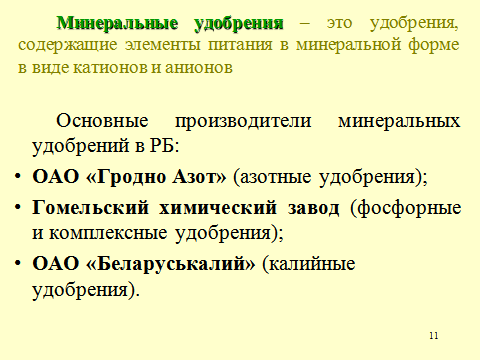 Минеральные удобрения – это удобрения,
содержащие элементы питания в минеральной форме
в виде катионов и анионов
Основные производители минеральных
удобрений в РБ:
• ОАО «Гродно Азот» (азотные удобрения);
• Гомельский химический завод (фосфорные
и комплексные удобрения);
• ОАО «Беларуськалий» (калийные
удобрения).
11